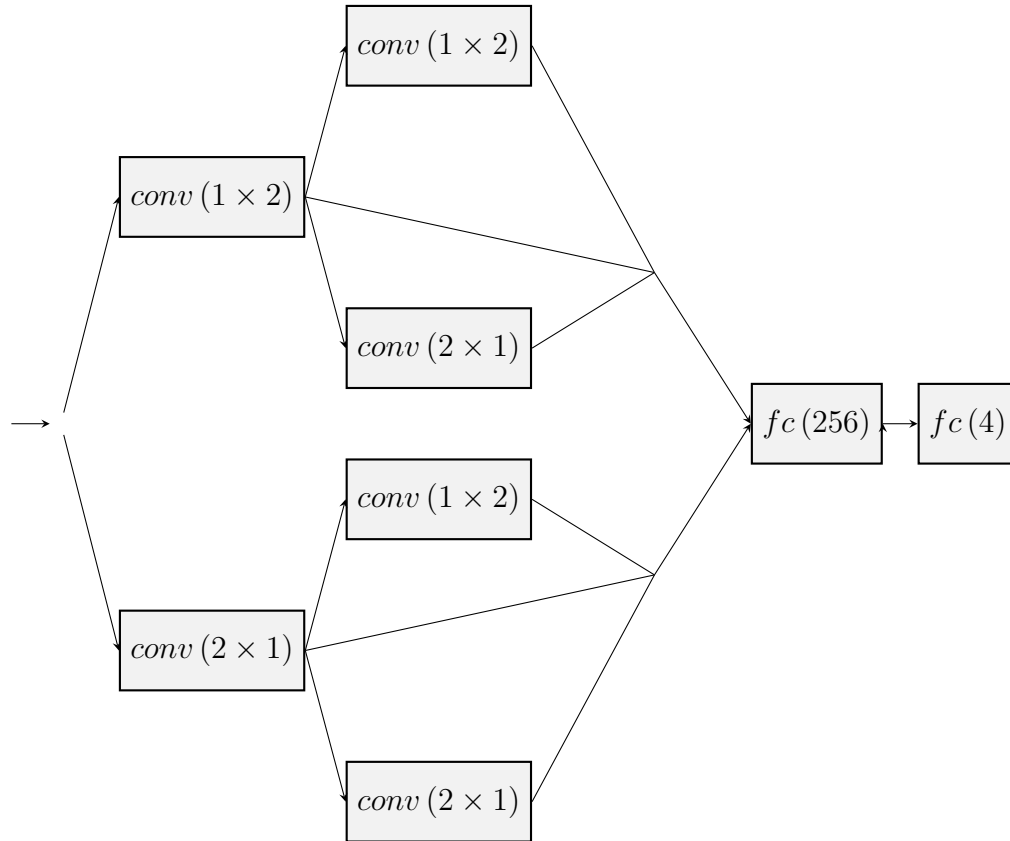 conv (1 × 2)
conv (1 × 2)
conv (2 × 1)
fc (256)
fc (4)
conv (1 × 2)
conv (2 × 1)
conv (2 × 1)